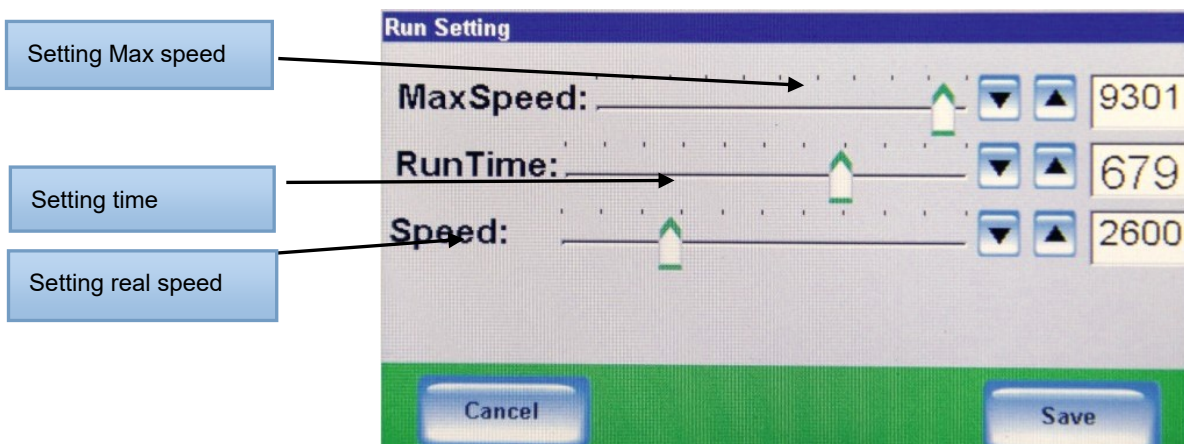 Run Setting
Setting Max speed
MaxSpeed:
9301
Setting time
RunTime:
679
Setting real speed
Speed:
2600
Cancel
Save